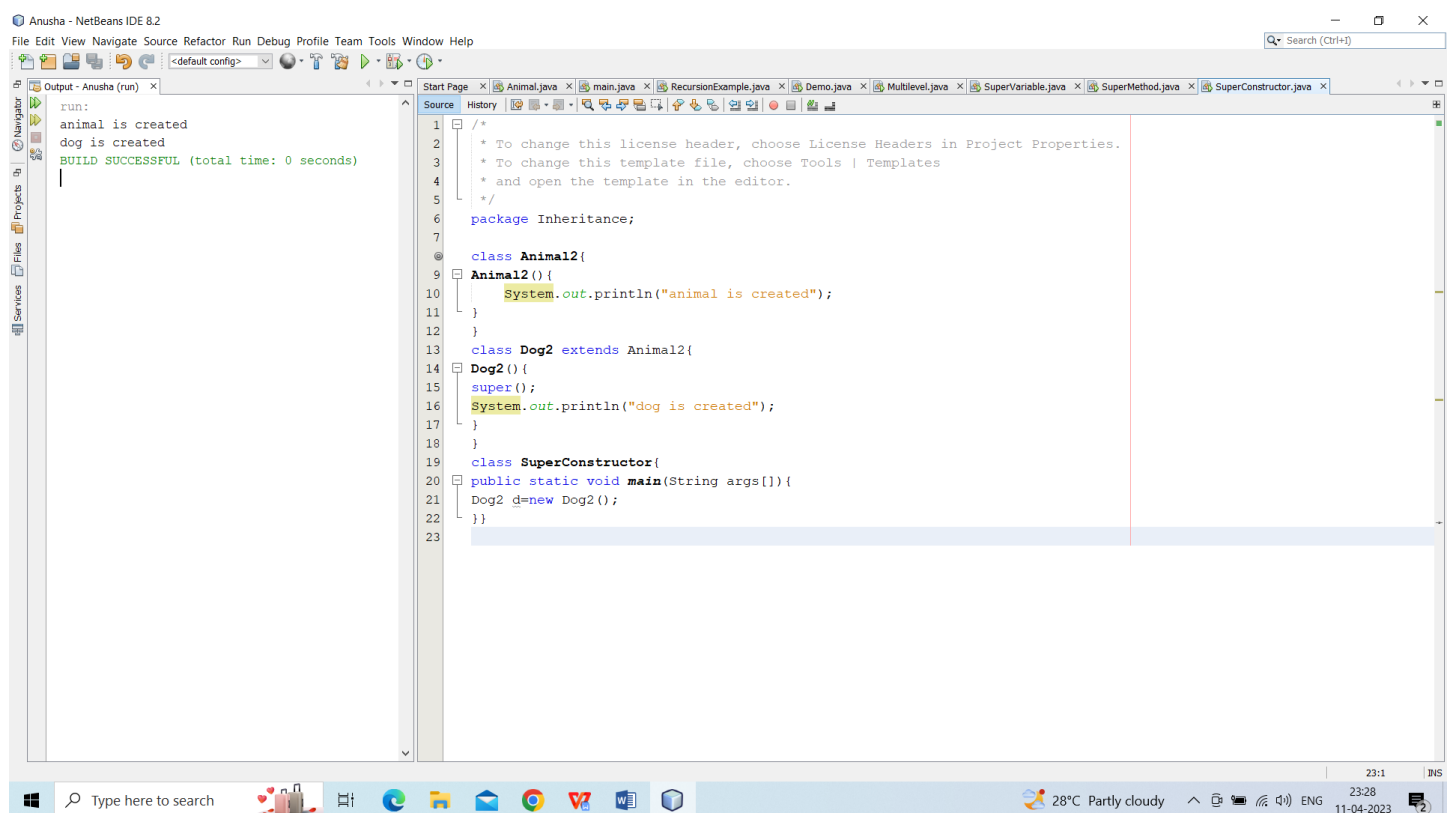 Anusha - NetBeans IDE 8.2
File Edit View Navigate Source Refactor Run Debug Profile Team Tools Window Help
Search (Ctrl+I)
<default config>
Output - Anusha (run)
Start Page Animal.java main.java RecursionExample.java Demo.java Multilevel.java SuperVariable.java SuperMethod.java SuperConstructor.java
Source History
Navigator
Projects
Files
Services
run:
animal is created
dog is created
BUILD SUCCESSFUL (total time: 0 seconds)
1 /*
2 * To change this license header, choose License Headers in Project Properties.
3 * To change this template file, choose Tools | Templates
4 * and open the template in the editor.
5 */
6 package Inheritance;
7
class Animal2{
9 Animal2(){
10 System.out.println("animal is created");
11 }
12 }
13 class Dog2 extends Animal2{
14 Dog2(){
15 super();
16 System.out.println("dog is created");
17 }
18 }
19 class SuperConstructor{
20 public static void main(String args[]){
21 Dog2 d=new Dog2();
22 }}
23
23:1 INS
Type here to search
28°C Partly cloudy
ENG
23:28
11-04-2023
2